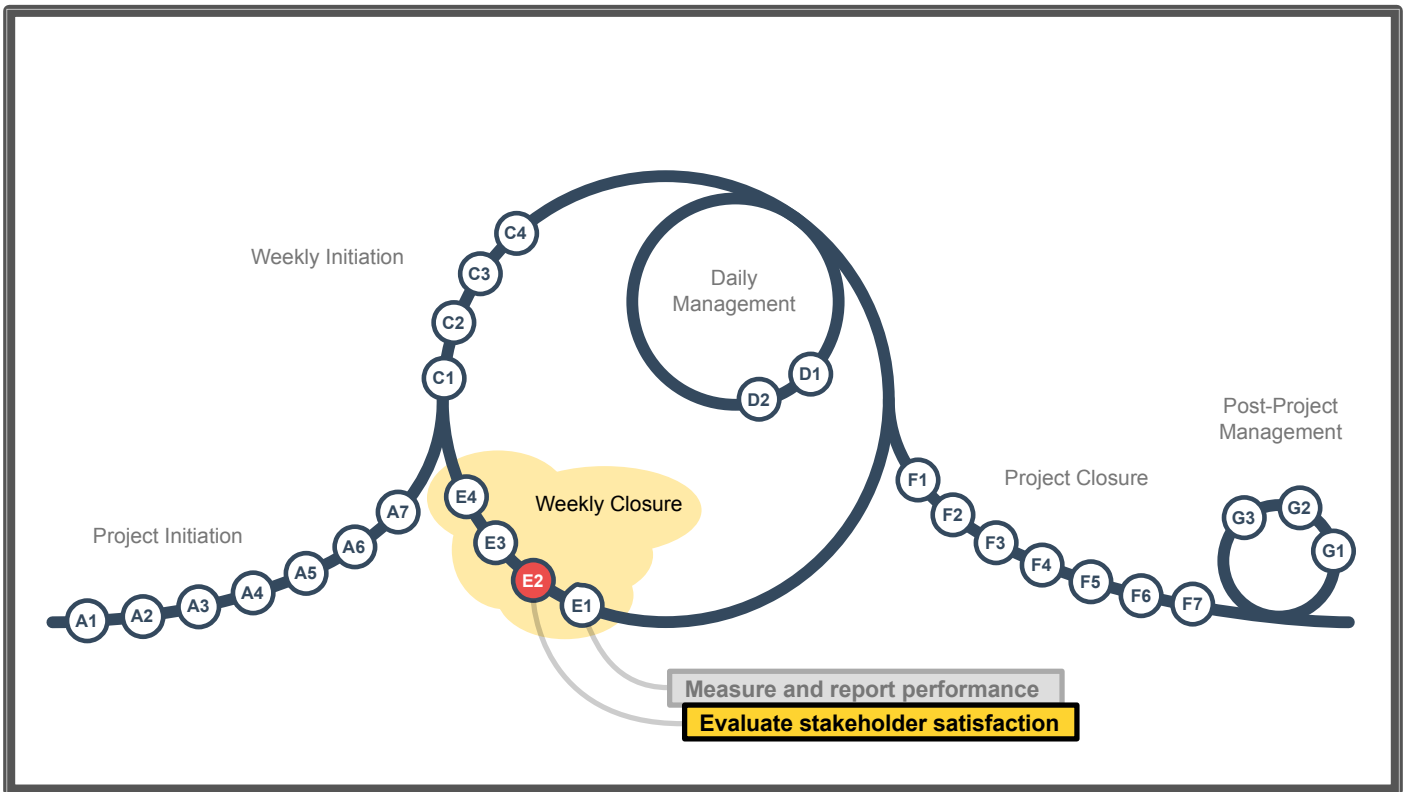 Weekly Initiation
C4
C3
C2
C1
Daily
Management
D1
D2
Post-Project
Management
Project Closure
F1
F2
F3
F4
F5
F6
F7
G3
G2
G1
Weekly Closure
E4
E3
E2
E1
Project Initiation
A1
A2
A3
A4
A5
A6
A7
Measure and report performance
Evaluate stakeholder satisfaction